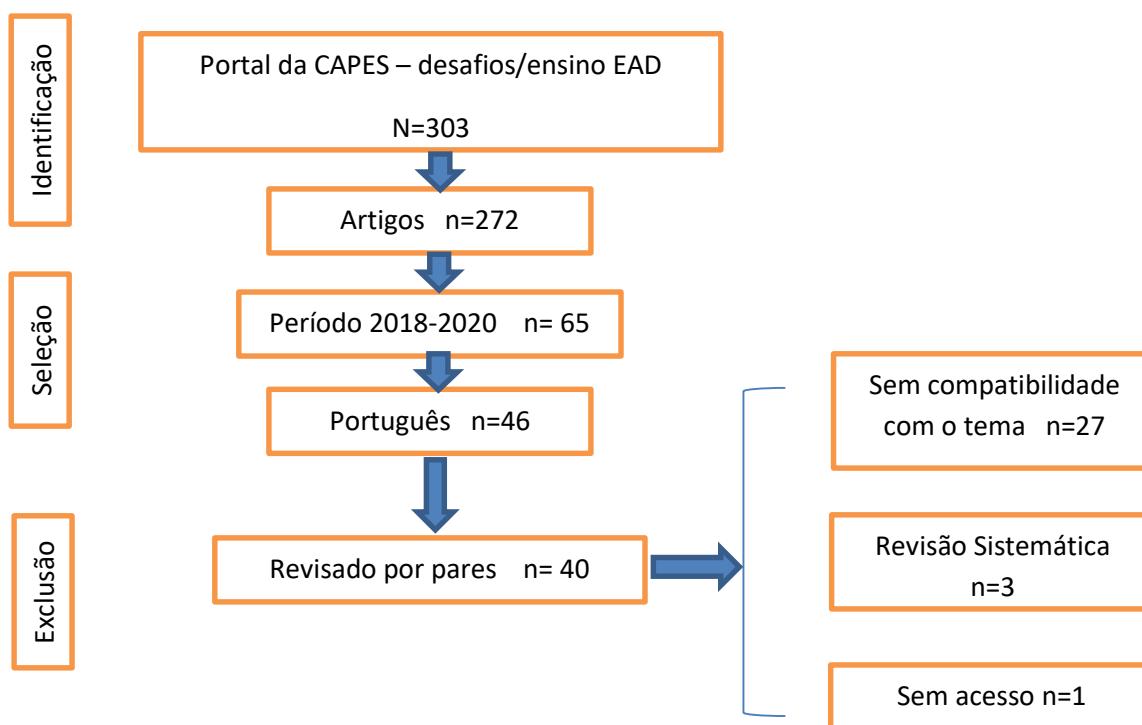 Identificação
Portal da CAPES – desafios/ensino EAD
N=303
Artigos n=272
Seleção
Período 2018-2020 n= 65
Português n=46
Exclusão
Revisado por pares n= 40
Sem compatibilidade
com o tema n=27
Revisão Sistemática
n=3
Sem acesso n=1